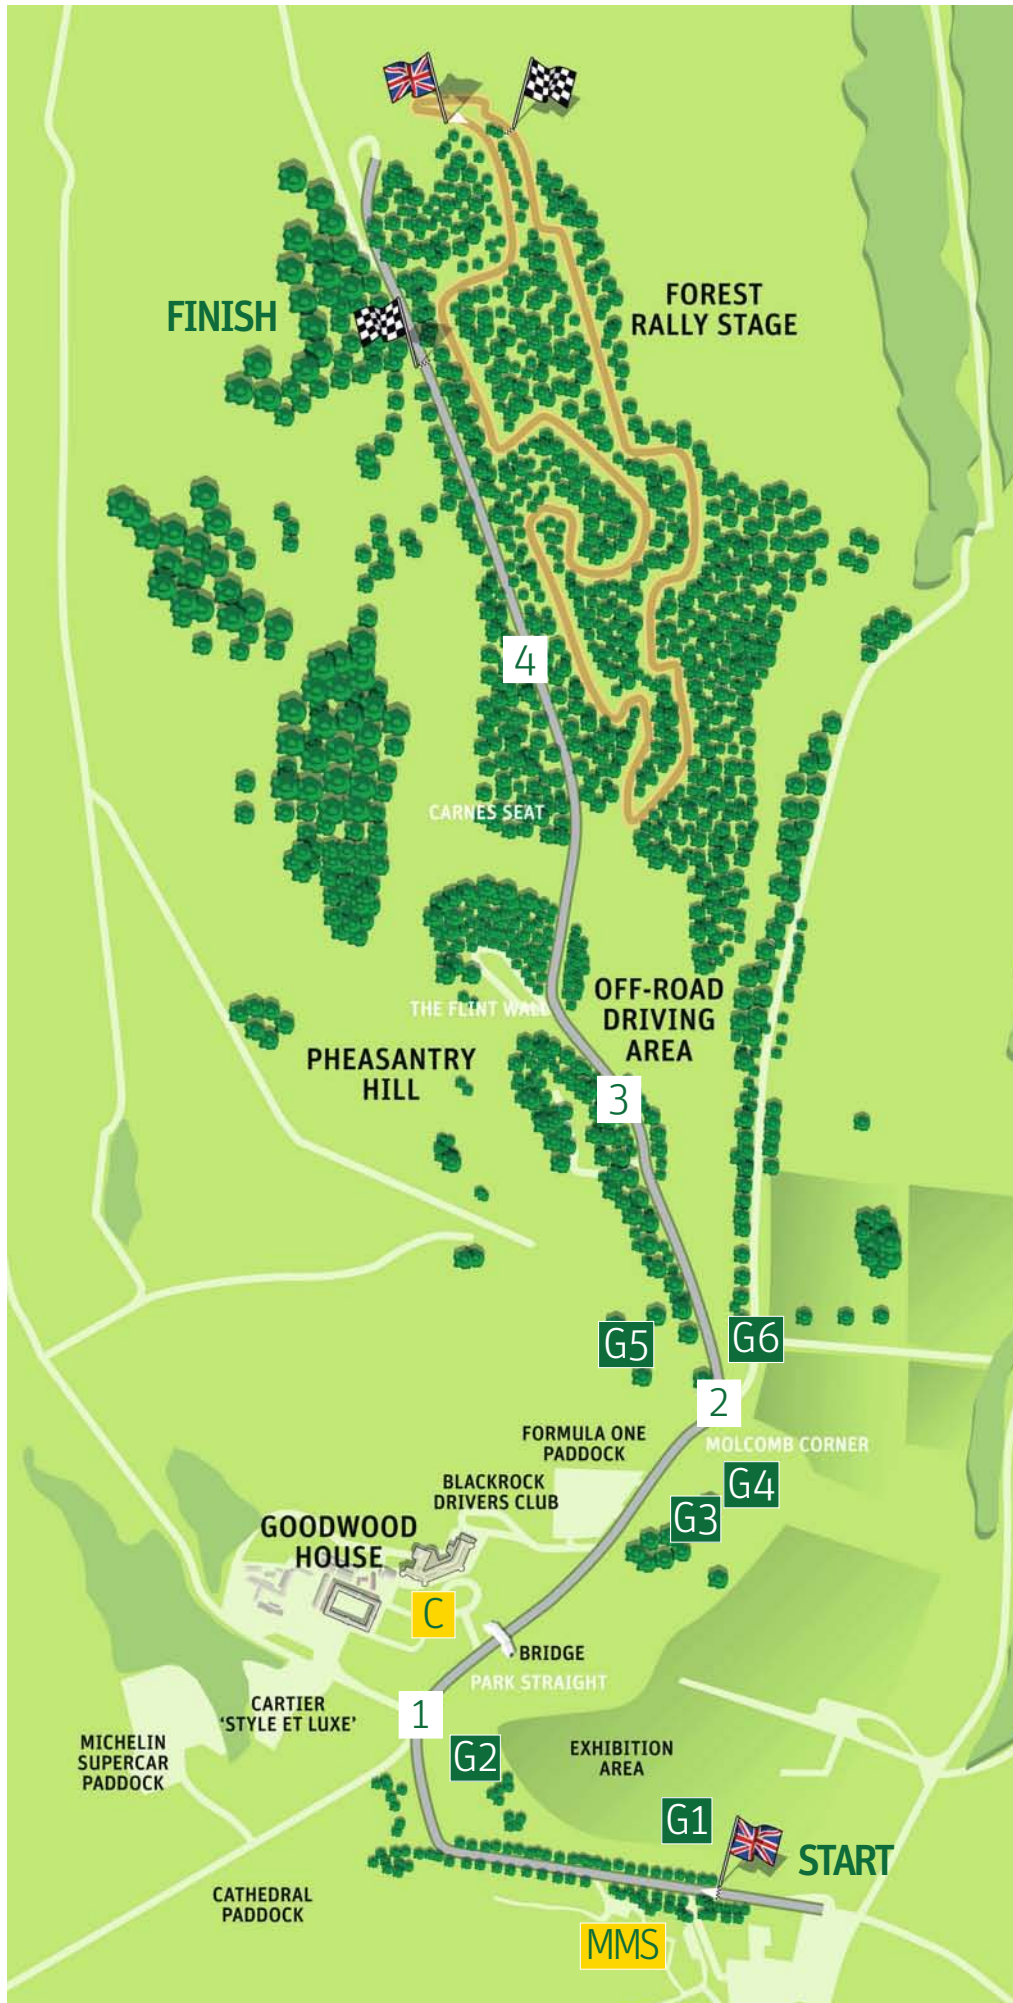 FINISH
FOREST
RALLY STAGE
4
CARNES SEAT
THE FLINT WALL
OFF-ROAD
DRIVING
AREA
PHEASANTRY
HILL
3
G5
G6
2
MOLCOMB CORNER
FORMULA ONE
PADDOCK
BLACKROCK
DRIVERS CLUB
G4
G3
GOODWOOD
HOUSE
C
BRIDGE
PARK STRAIGHT
1
CARTIER
'STYLE ET LUXE'
MICHELIN
SUPERCAR
PADDOCK
G2
EXHIBITION
AREA
G1
START
CATHEDRAL
PADDOCK
MMS